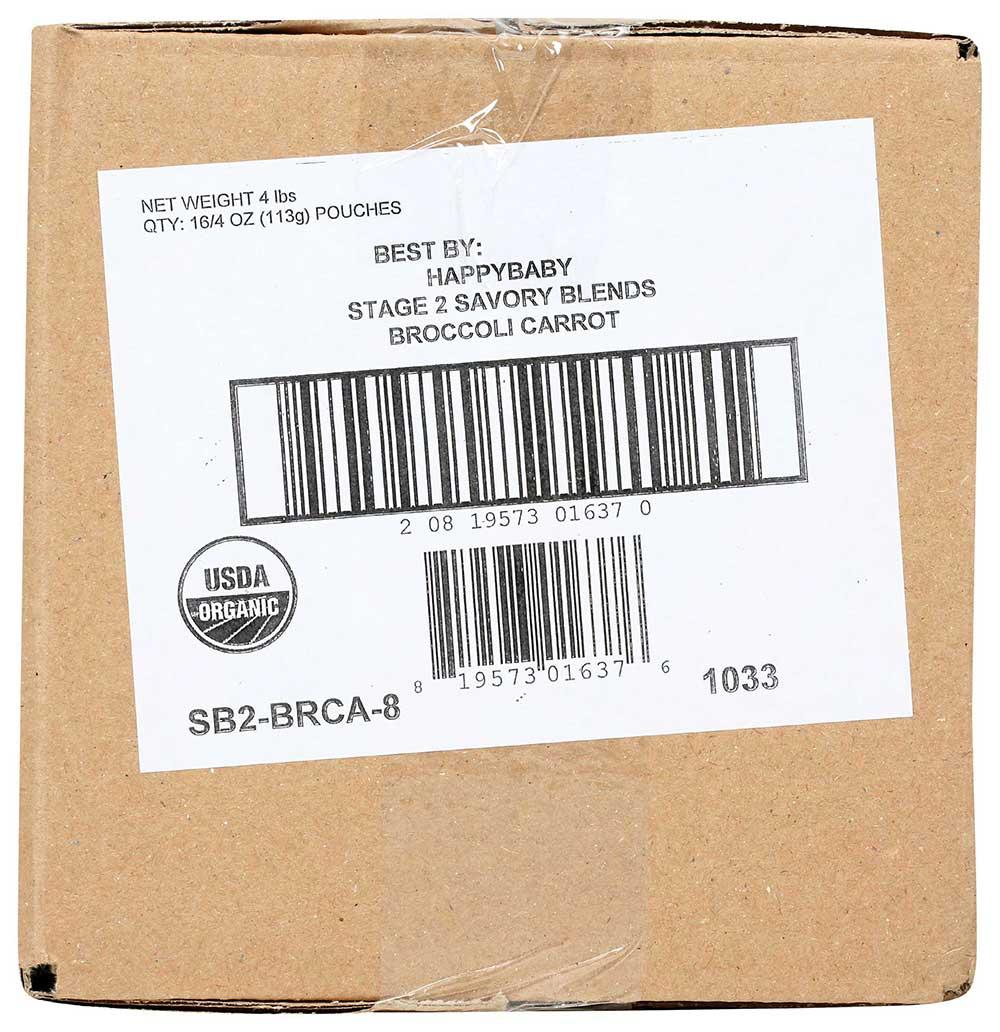 NET WEIGHT 4 lbs
QTY: 16/4 OZ (113g) POUCHES
BEST BY:
HAPPYBABY
STAGE 2 SAVORY BLENDS
BROCCOLI CARROT
2 08 19573 01637 0
USDA
ORGANIC
8 19573 01637 6
1033
SB2-BRCA-8